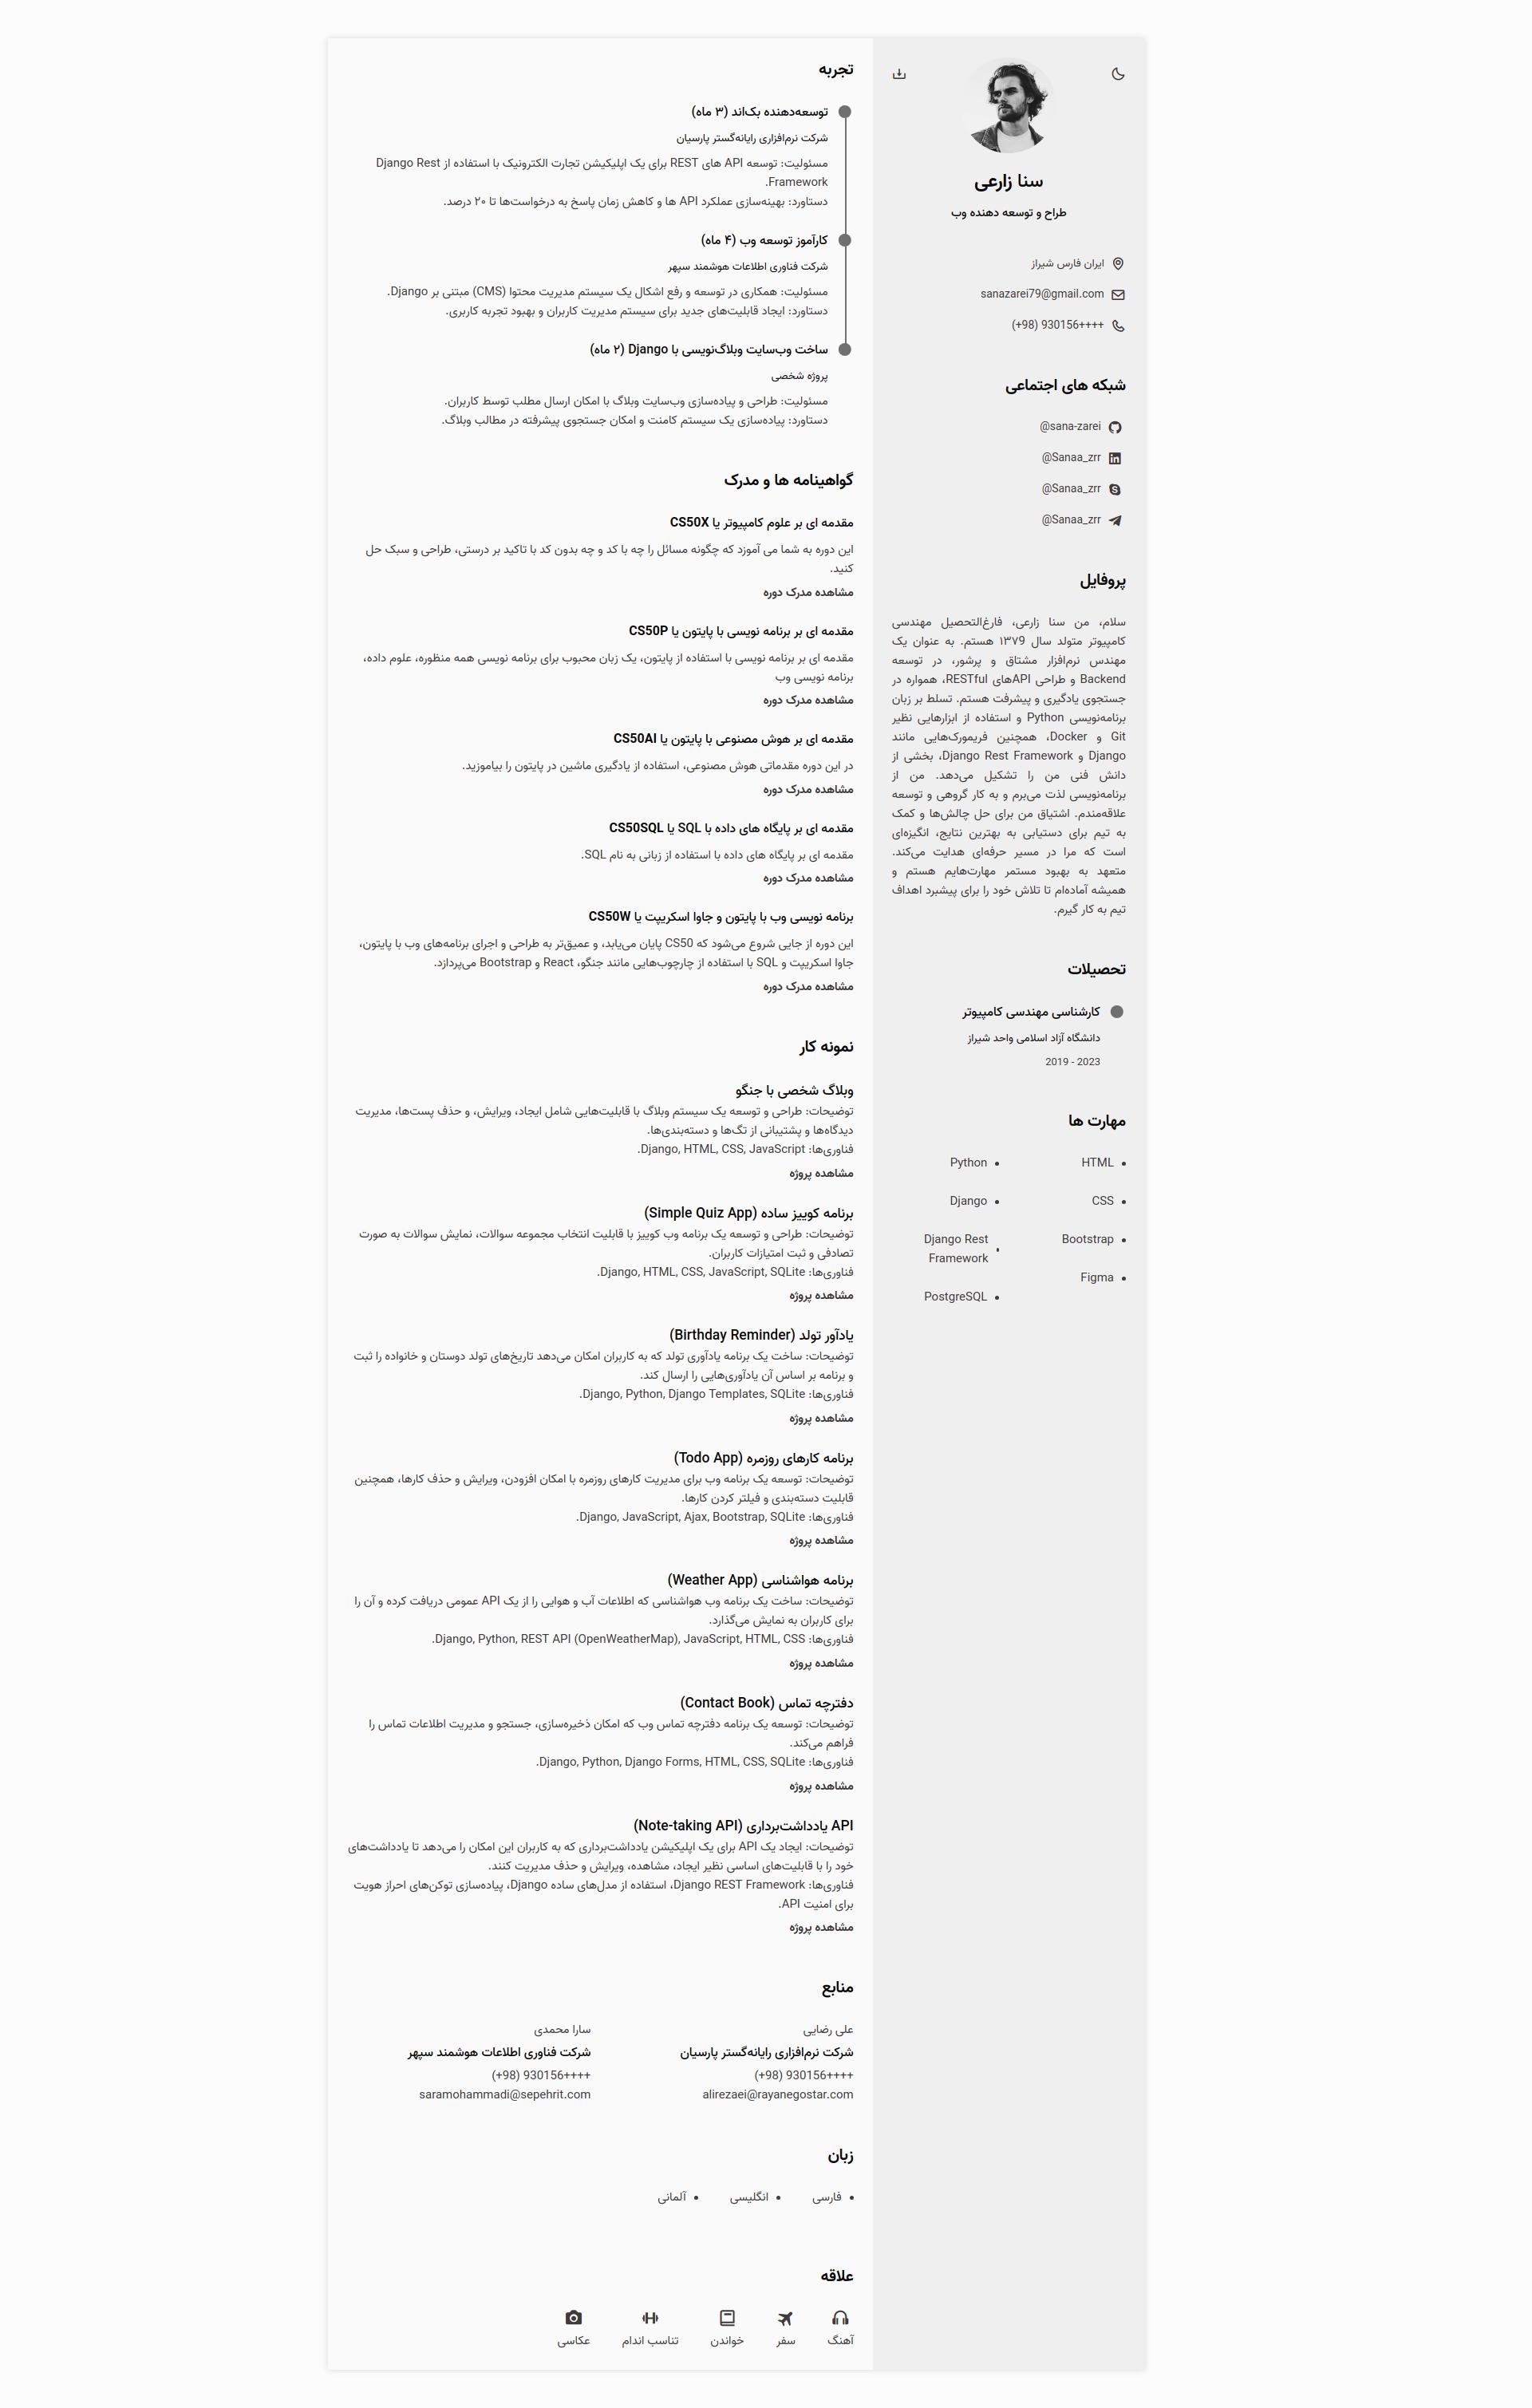 سنا زارعی
طراح و توسعه دهنده وب
ایران فارس شیراز
sanazarei79@gmail.com
(+98) 930156++++
شبکه های اجتماعی
@sana-zarei
@Sanaa_zrr
@Sanaa_zrr
@Sanaa_zrr
پروفایل
سلام، من سنا زارعی، فارغ‌التحصیل مهندسی
کامپیوتر متولد سال ۱۳۷9 هستم. به عنوان یک
مهندس نرم‌افزار مشتاق و پرشور، در توسعه
Backend و طراحی APIهای RESTful، همواره در
جستجوی یادگیری و پیشرفت هستم. تسلط بر زبان
برنامه‌نویسی Python و استفاده از ابزارهایی نظیر
Git و Docker، همچنین فریمورک‌هایی مانند
Django و Django Rest Framework، بخشی از
دانش فنی من را تشکیل می‌دهد. من از
برنامه‌نویسی لذت می‌برم و به کار گروهی و توسعه
علاقه‌مندم. اشتیاق من برای حل چالش‌ها و کمک
به تیم برای دستیابی به بهترین نتایج، انگیزه‌ای
است که مرا در مسیر حرفه‌ای هدایت می‌کند.
متعهد به بهبود مستمر مهارت‌هایم هستم و
همیشه آماده‌ام تا تلاش خود را برای پیشبرد اهداف
تیم به کار گیرم.
تحصیلات
کارشناسی مهندسی کامپیوتر
دانشگاه آزاد اسلامی واحد شیراز
2019 - 2023
مهارت ها
• HTML
• CSS
• Bootstrap
• Figma
• Python
• Django
• Django Rest
Framework
• PostgreSQL
تجربه
توسعه‌دهنده بک‌اند (۳ ماه)
شرکت نرم‌افزاری رایانه‌گستر پارسیان
مسئولیت: توسعه API های REST برای یک اپلیکیشن تجارت الکترونیک با استفاده از Django Rest
Framework.
دستاورد: بهینه‌سازی عملکرد API ها و کاهش زمان پاسخ به درخواست‌ها تا ۲۰ درصد.
کارآموز توسعه وب (۴ ماه)
شرکت فناوری اطلاعات هوشمند سپهر
مسئولیت: همکاری در توسعه و رفع اشکال یک سیستم مدیریت محتوا (CMS) مبتنی بر Django.
دستاورد: ایجاد قابلیت‌های جدید برای سیستم مدیریت کاربران و بهبود تجربه کاربری.
ساخت وب‌سایت وبلاگ‌نویسی با Django (۲ ماه)
پروژه شخصی
مسئولیت: طراحی و پیاده‌سازی وب‌سایت وبلاگ با امکان ارسال مطلب توسط کاربران.
دستاورد: پیاده‌سازی یک سیستم کامنت و امکان جستجوی پیشرفته در مطالب وبلاگ.
گواهینامه ها و مدرک
مقدمه ای بر علوم کامپیوتر یا CS50X
این دوره به شما می آموزد که چگونه مسائل را چه با کد و چه بدون کد با تاکید بر درستی، طراحی و سبک حل
کنید.
مشاهده مدرک دوره
مقدمه ای بر برنامه نویسی با پایتون یا CS50P
مقدمه ای بر برنامه نویسی با استفاده از پایتون، یک زبان محبوب برای برنامه نویسی همه منظوره، علوم داده،
برنامه نویسی وب
مشاهده مدرک دوره
مقدمه ای بر هوش مصنوعی با پایتون یا CS50AI
در این دوره مقدماتی هوش مصنوعی، استفاده از یادگیری ماشین در پایتون را بیاموزید.
مشاهده مدرک دوره
مقدمه ای بر پایگاه های داده با SQL یا CS50SQL
مقدمه ای بر پایگاه های داده با استفاده از زبانی به نام SQL.
مشاهده مدرک دوره
برنامه نویسی وب با پایتون و جاوا اسکریپت یا CS50W
این دوره از جایی شروع می‌شود که CS50 پایان می‌یابد، و عمیق‌تر به طراحی و اجرای برنامه‌های وب با پایتون،
جاوا اسکریپت و SQL با استفاده از چارچوب‌هایی مانند جنگو، React و Bootstrap می‌پردازد.
مشاهده مدرک دوره
نمونه کار
وبلاگ شخصی با جنگو
توضیحات: طراحی و توسعه یک سیستم وبلاگ با قابلیت‌هایی شامل ایجاد، ویرایش، و حذف پست‌ها، مدیریت
دیدگاه‌ها و پشتیبانی از تگ‌ها و دسته‌بندی‌ها.
فناوری‌ها: Django, HTML, CSS, JavaScript.
مشاهده پروژه
برنامه کوییز ساده (Simple Quiz App)
توضیحات: طراحی و توسعه یک برنامه وب کوییز با قابلیت انتخاب مجموعه سوالات، نمایش سوالات به صورت
تصادفی و ثبت امتیازات کاربران.
فناوری‌ها: Django, HTML, CSS, JavaScript, SQLite.
مشاهده پروژه
یادآور تولد (Birthday Reminder)
توضیحات: ساخت یک برنامه یادآوری تولد که به کاربران امکان می‌دهد تاریخ‌های تولد دوستان و خانواده را ثبت
و برنامه بر اساس آن یادآوری‌هایی را ارسال کند.
فناوری‌ها: Django, Python, Django Templates, SQLite.
مشاهده پروژه
برنامه کارهای روزمره (Todo App)
توضیحات: توسعه یک برنامه وب برای مدیریت کارهای روزمره با امکان افزودن، ویرایش و حذف کارها، همچنین
قابلیت دسته‌بندی و فیلتر کردن کارها.
فناوری‌ها: Django, JavaScript, Ajax, Bootstrap, SQLite.
مشاهده پروژه
برنامه هواشناسی (Weather App)
توضیحات: ساخت یک برنامه وب هواشناسی که اطلاعات آب و هوایی را از یک API عمومی دریافت کرده و آن را
برای کاربران به نمایش می‌گذارد.
فناوری‌ها: Django, Python, REST API (OpenWeatherMap), JavaScript, HTML, CSS.
مشاهده پروژه
دفترچه تماس (Contact Book)
توضیحات: توسعه یک برنامه دفترچه تماس وب که امکان ذخیره‌سازی، جستجو و مدیریت اطلاعات تماس را
فراهم می‌کند.
فناوری‌ها: Django, Python, Django Forms, HTML, CSS, SQLite.
مشاهده پروژه
API یادداشت‌برداری (Note-taking API)
توضیحات: ایجاد یک API برای یک اپلیکیشن یادداشت‌برداری که به کاربران این امکان را می‌دهد تا یادداشت‌های
خود را با قابلیت‌های اساسی نظیر ایجاد، مشاهده، ویرایش و حذف مدیریت کنند.
فناوری‌ها: Django REST Framework، استفاده از مدل‌های ساده Django، پیاده‌سازی توکن‌های احراز هویت
برای امنیت API.
مشاهده پروژه
منابع
علی رضایی
شرکت نرم‌افزاری رایانه‌گستر پارسیان
(+98) 930156++++
alirezaei@rayanegostar.com
سارا محمدی
شرکت فناوری اطلاعات هوشمند سپهر
(+98) 930156++++
saramohammadi@sepehrit.com
زبان
• فارسی • انگلیسی • آلمانی
علاقه
آهنگ سفر خواندن تناسب اندام عکاسی